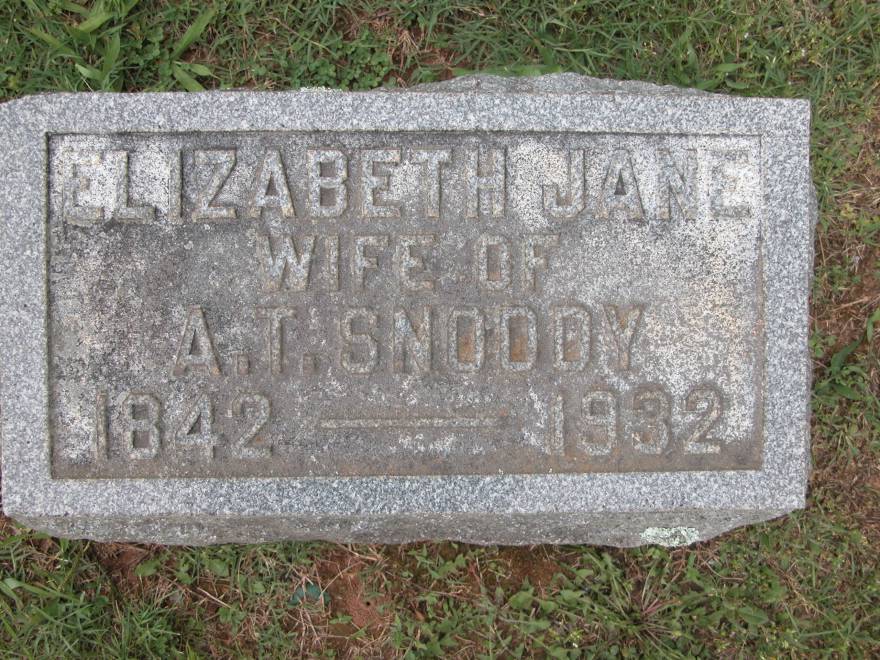 ELIZABETH JANE
WIFE OF
A.T. SNODDY
1842 — 1932